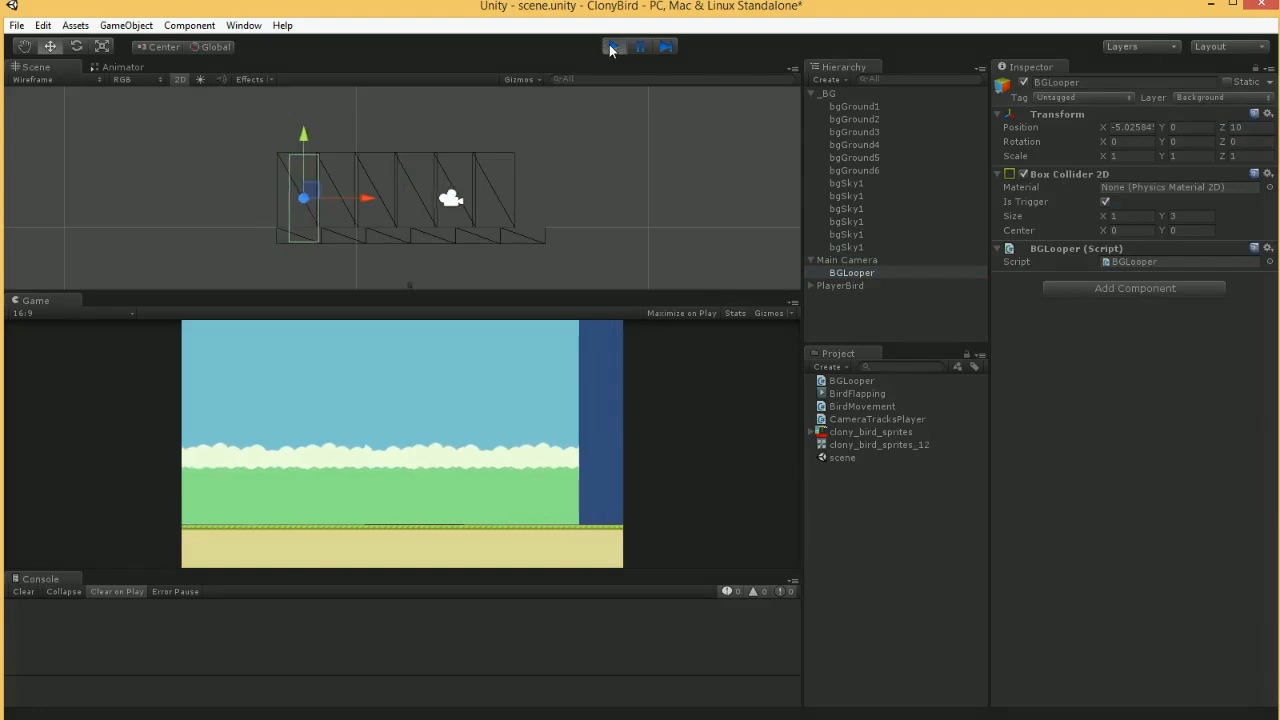 Unity - scene.unity - ClonyBird - PC, Mac & Linux Standalone*
File Edit Assets GameObject Component Window Help
Center Global Layers Layout
Scene Animator
Wireframe RGB 2D Effects Gizmos All
Game
16:9 Maximize on Play Stats Gizmos
Console
Clear Collapse Clear on Play Error Pause 0 0 0
Hierarchy
Create All
_BG
bgGround1
bgGround2
bgGround3
bgGround4
bgGround5
bgGround6
bgSky1
bgSky1
bgSky1
bgSky1
bgSky1
bgSky1
Main Camera
BGLooper
PlayerBird
Project
Create
BGLooper
BirdFlapping
BirdMovement
CameraTracksPlayer
clony_bird_sprites
clony_bird_sprites_12
scene
Inspector
BGLooper Static
Tag Untagged Layer Background
Transform
Position X -5.02584 Y 0 Z 10
Rotation X 0 Y 0 Z 0
Scale X 1 Y 1 Z 1
Box Collider 2D
Material None (Physics Material 2D)
Is Trigger
Size X 1 Y 3
Center X 0 Y 0
BGLooper (Script)
Script BGLooper
Add Component